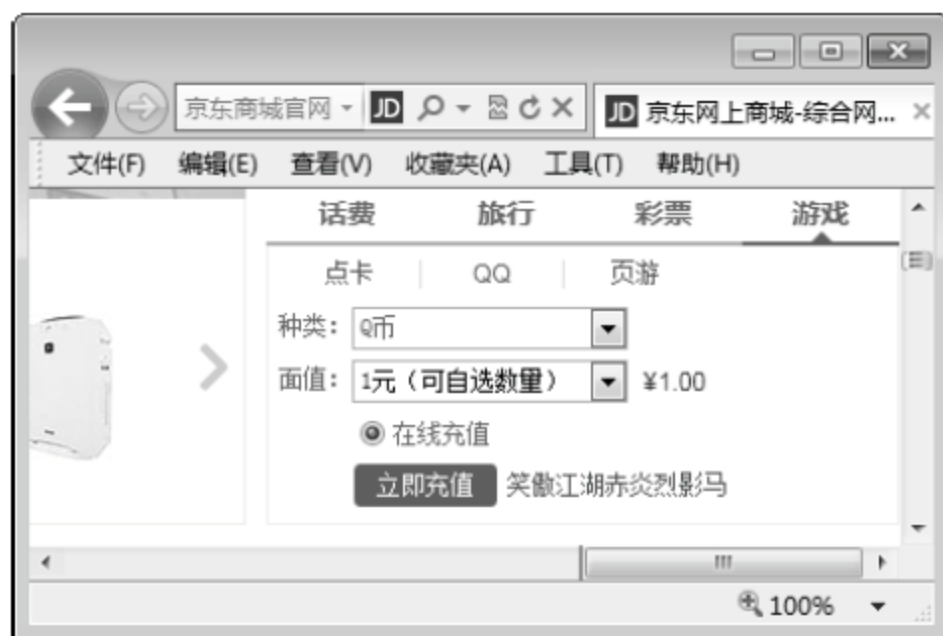 京东商城官网 JD JD 京东网上商城-综合网...
文件(F) 编辑(E) 查看(V) 收藏夹(A) 工具(T) 帮助(H)
话费 旅行 彩票 游戏
点卡 QQ 页游
种类: Q币
面值: 1元（可自选数量） ¥1.00
在线充值
立即充值 笑傲江湖赤炎烈影马
100%